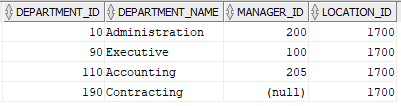 DEPARTMENT_ID DEPARTMENT_NAME MANAGER_ID LOCATION_ID
10 Administration 200 1700
90 Executive 100 1700
110 Accounting 205 1700
190 Contracting (null) 1700